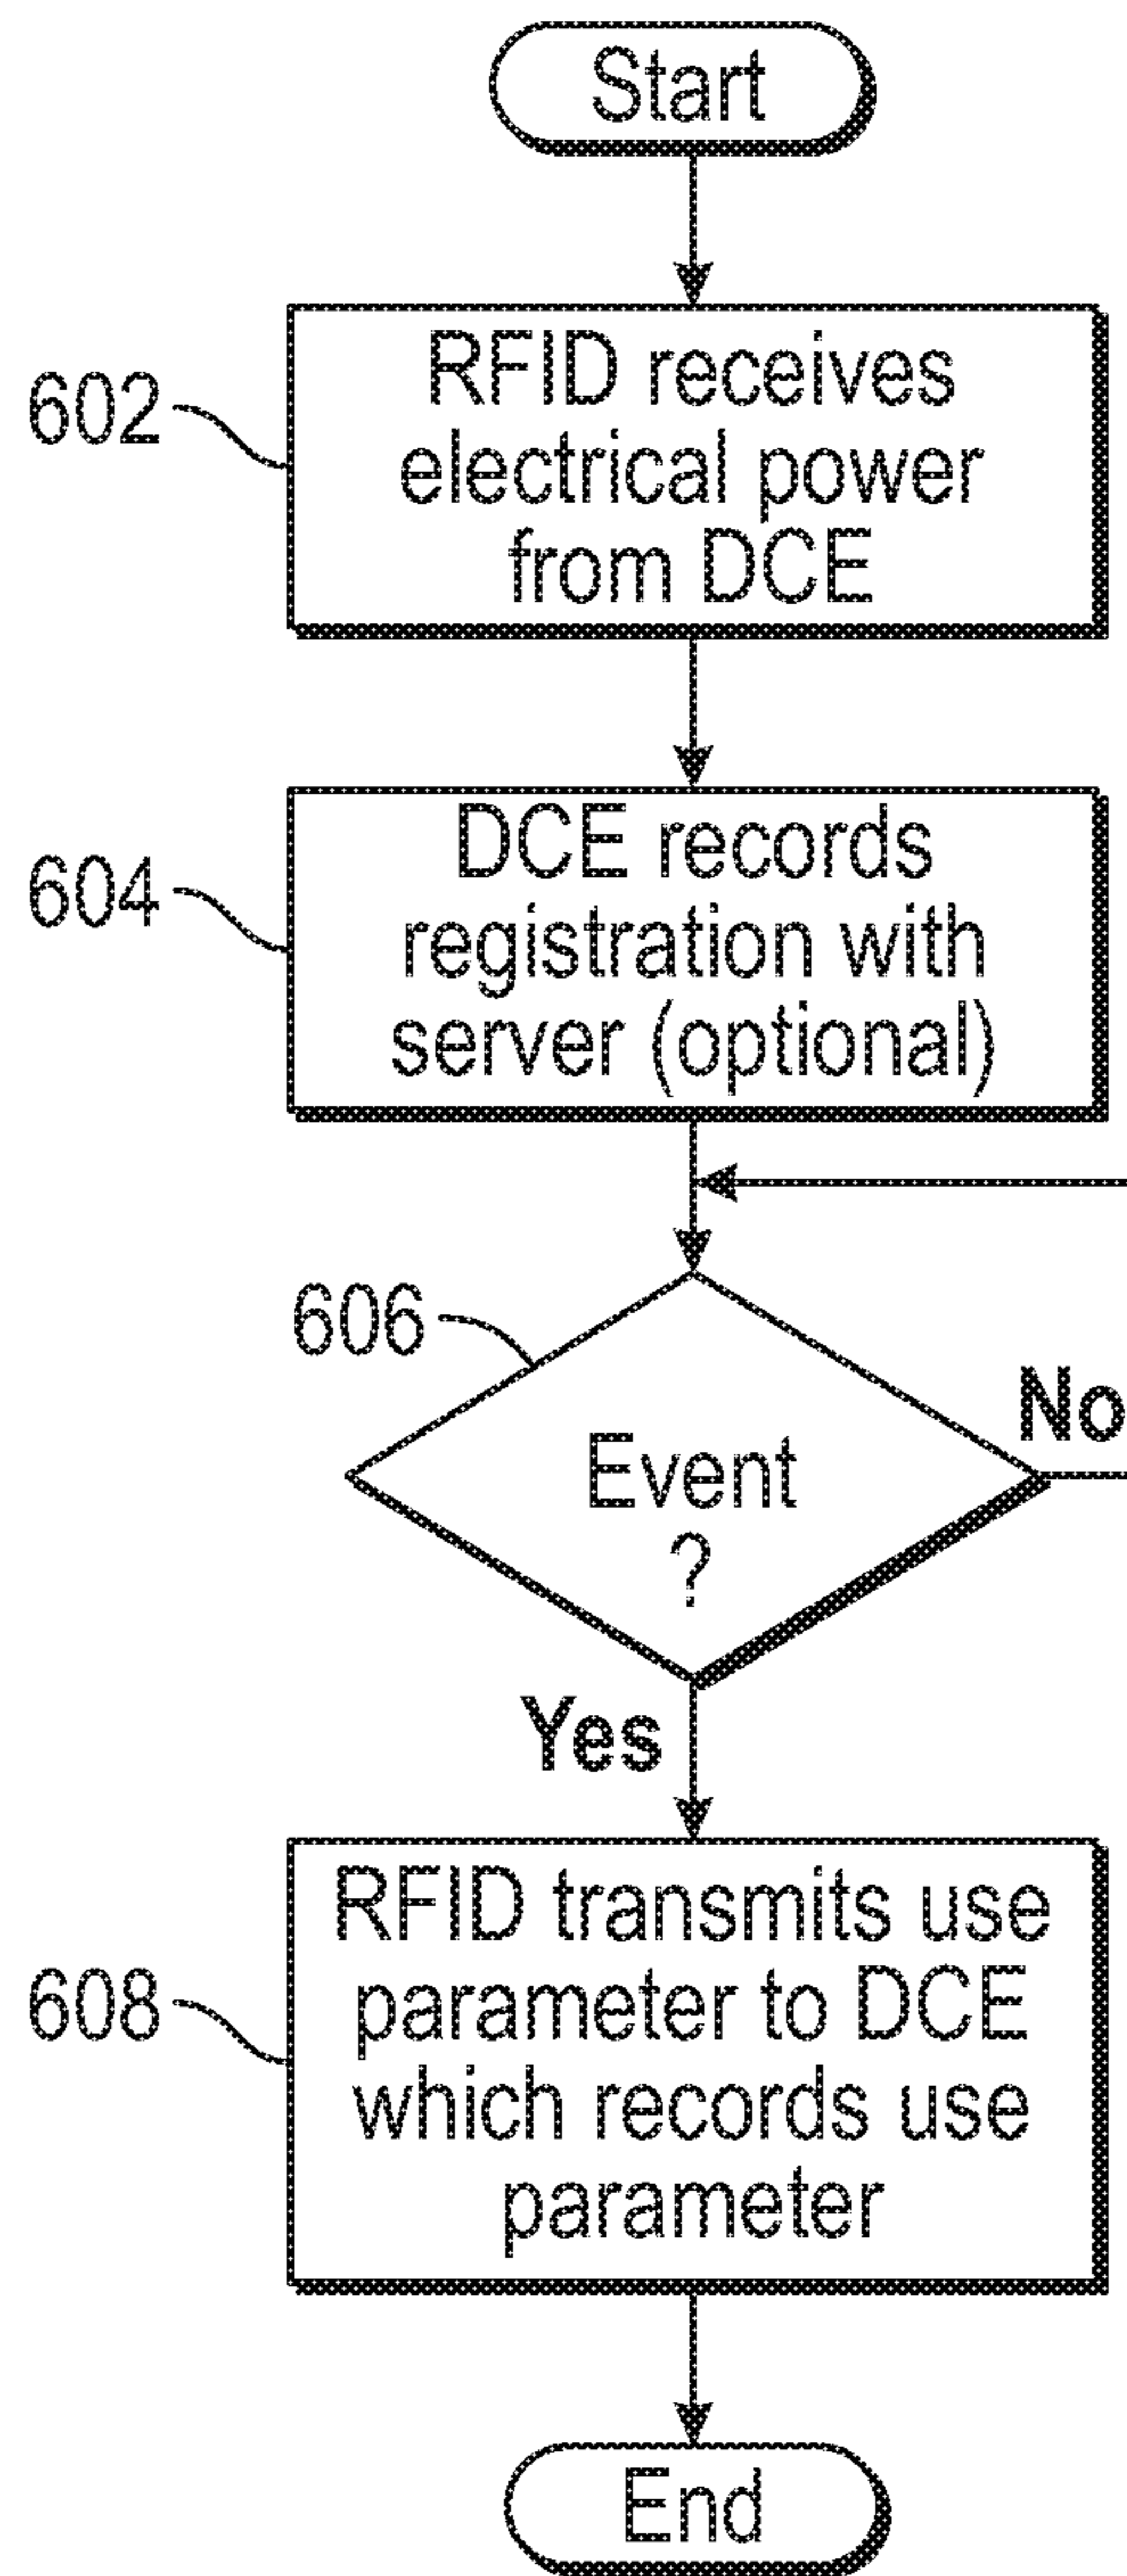 Start
602
RFID receives
electrical power
from DCE
604
DCE records
registration with
server (optional)
606
Event
?
No
Yes
608
RFID transmits use
parameter to DCE
which records use
parameter
End